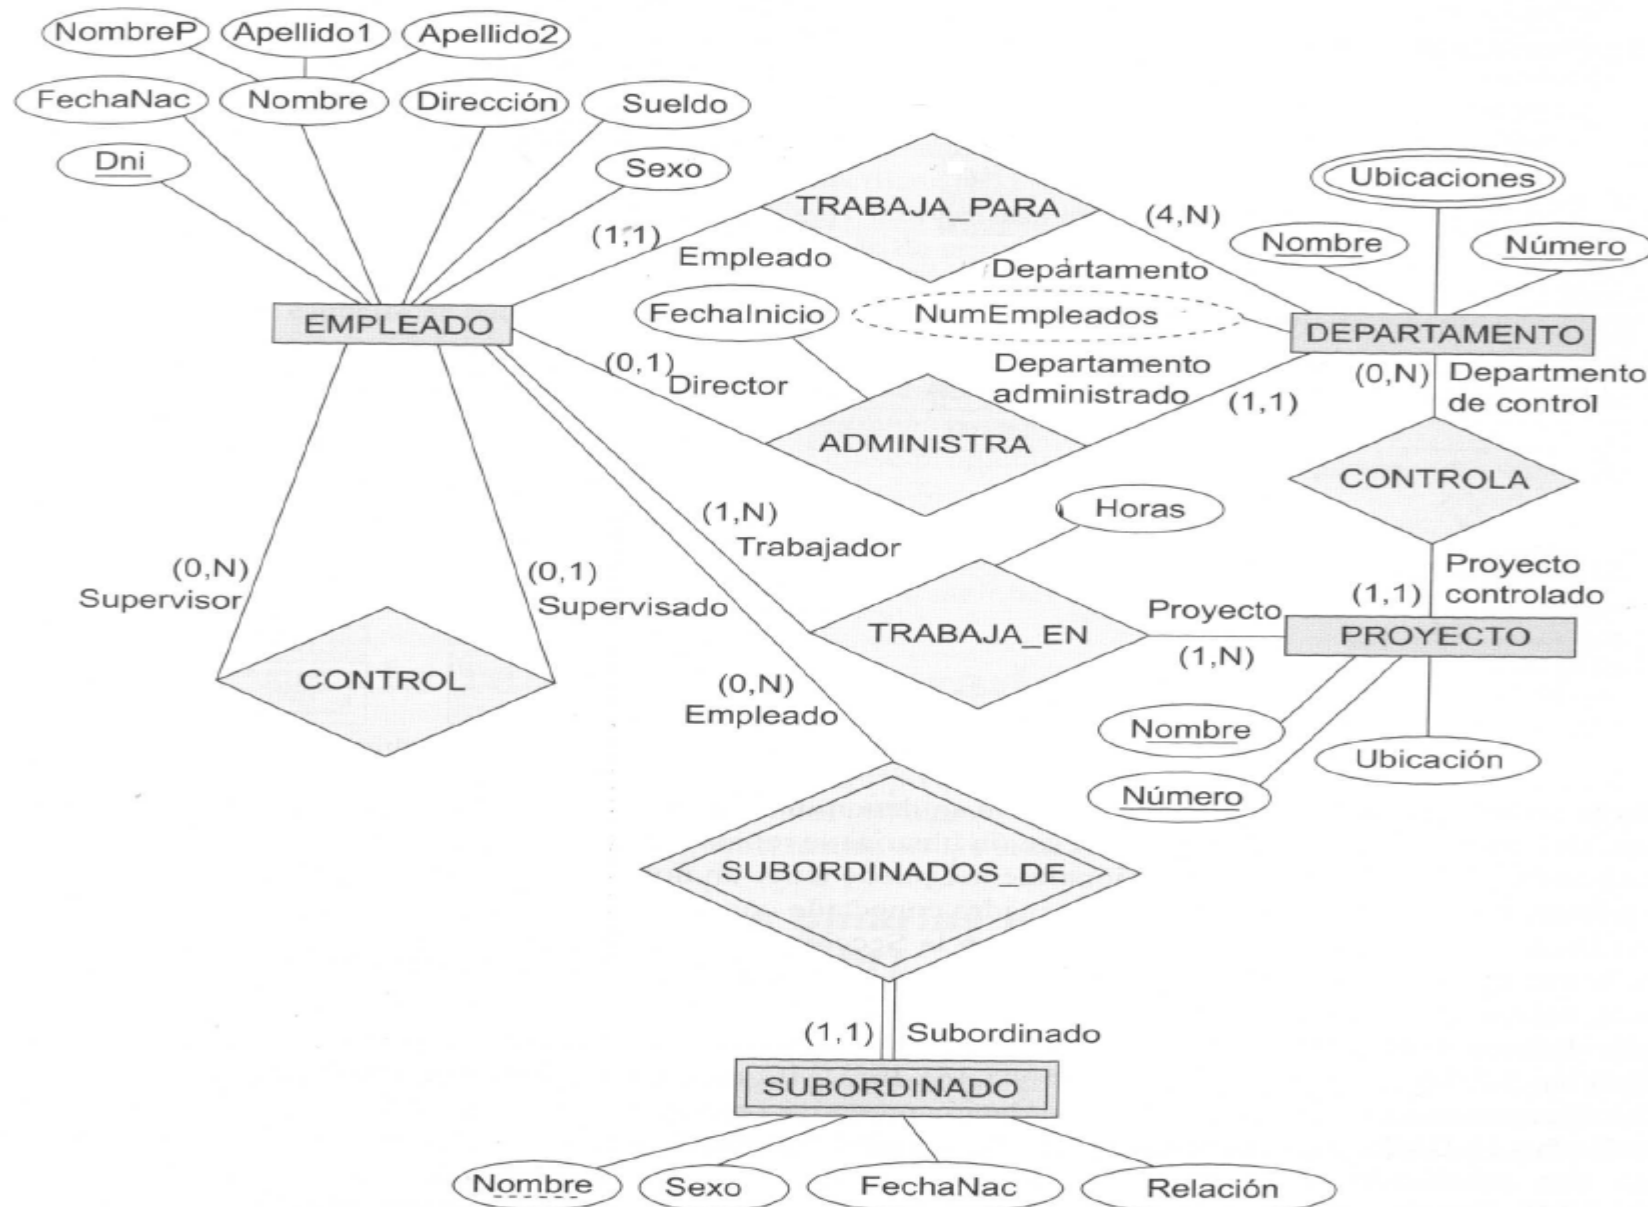 NombreP
Apellido1
Apellido2
FechaNac
Nombre
Dirección
Sueldo
Dni
Sexo
TRABAJA_PARA
(1,1)
Empleado
(4,N)
Departamento
Ubicaciones
Nombre
Número
EMPLEADO
FechaInicio
NumEmpleados
DEPARTAMENTO
(0,1)
Director
Departamento
administrado
(1,1)
ADMINISTRA
(0,N)
Departmento
de control
CONTROLA
(1,N)
Trabajador
Horas
(0,N)
Supervisor
(0,1)
Supervisado
CONTROL
TRABAJA_EN
Proyecto
(1,N)
Proyecto
controlado
(1,1)
PROYECTO
(0,N)
Empleado
Nombre
Número
Ubicación
SUBORDINADOS_DE
(1,1)
Subordinado
SUBORDINADO
Nombre
Sexo
FechaNac
Relación